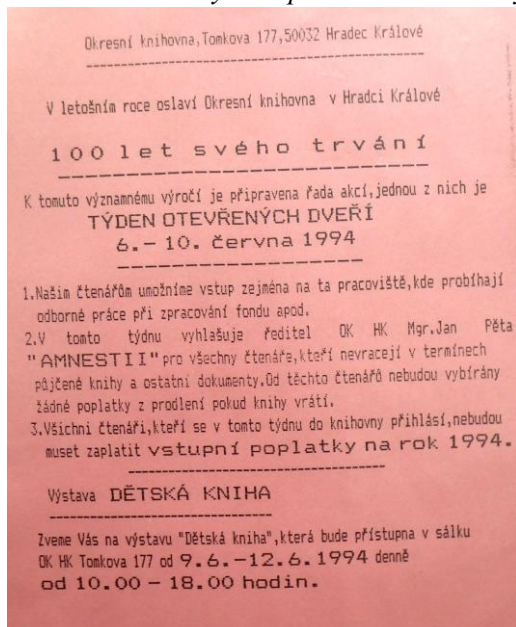 Okresní knihovna,Tomkova 177,50032 Hradec Králové
V letošním roce oslaví Okresní knihovna v Hradci Králové
100 let svého trvání
K tomuto významnému výročí je připravena řada akcí,jednou z nich je
TÝDEN OTEVŘENÝCH DVEŘÍ
6.- 10. června 1994
1.Našim čtenářům umožníme vstup zejména na ta pracoviště,kde probíhají
odborné práce při zpracování fondu apod.
2.V tomto týdnu vyhlašuje ředitel OK HK Mgr.Jan Pěta
"AMNESTII" pro všechny čtenáře,kteří nevracejí v termínech
půjčené knihy a ostatní dokumenty.Od těchto čtenářů nebudou vybírány
žádné poplatky z prodlení pokud knihy vrátí.
3.Všichni čtenáři,kteří se v tomto týdnu do knihovny přihlásí,nebudou
muset zaplatit vstupní poplatky na rok 1994.
Výstava DĚTSKÁ KNIHA
Zveme Vás na výstavu "Dětská kniha",která bude přístupna v sálku
OK HK Tomkova 177 od 9.6.-12.6.1994 denně
od 10.00 - 18.00 hodin.